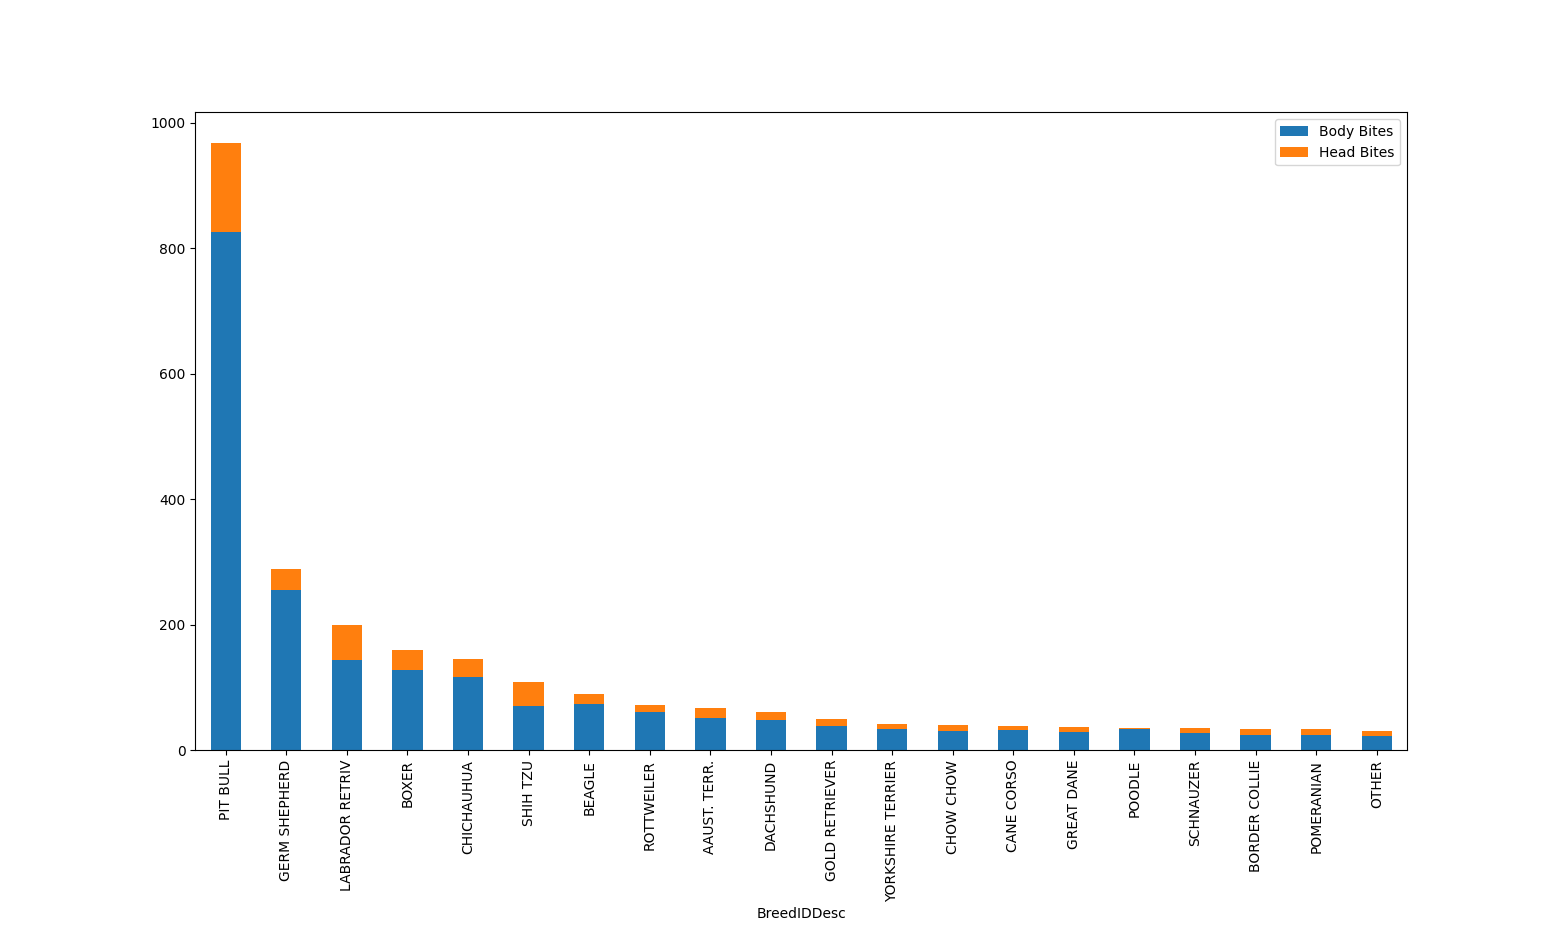 1000
800
600
400
200
0
Body Bites
Head Bites
PIT BULL
GERM SHEPHERD
LABRADOR RETRIV
BOXER
CHICHAUHUA
SHIH TZU
BEAGLE
ROTTWEILER
AAUST. TERR.
DACHSHUND
GOLD RETRIEVER
YORKSHIRE TERRIER
CHOW CHOW
CANE CORSO
GREAT DANE
POODLE
SCHNAUZER
BORDER COLLIE
POMERANIAN
OTHER
BreedIDDesc